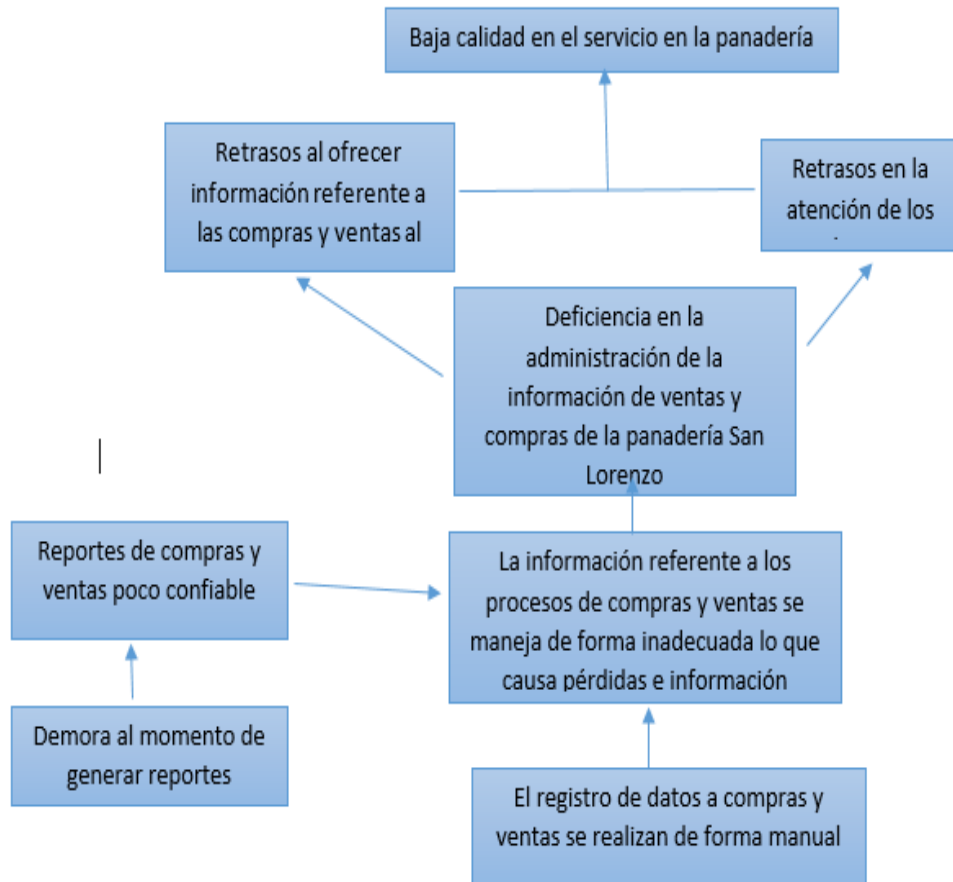 Baja calidad en el servicio en la panadería
Retrasos al ofrecer
información referente a
las compras y ventas al
Retrasos en la
atención de los
Deficiencia en la
administración de la
información de ventas y
compras de la panadería San
Lorenzo
Reportes de compras y
ventas poco confiable
La información referente a los
procesos de compras y ventas se
maneja de forma inadecuada lo que
causa pérdidas e información
Demora al momento de
generar reportes
El registro de datos a compras y
ventas se realizan de forma manual